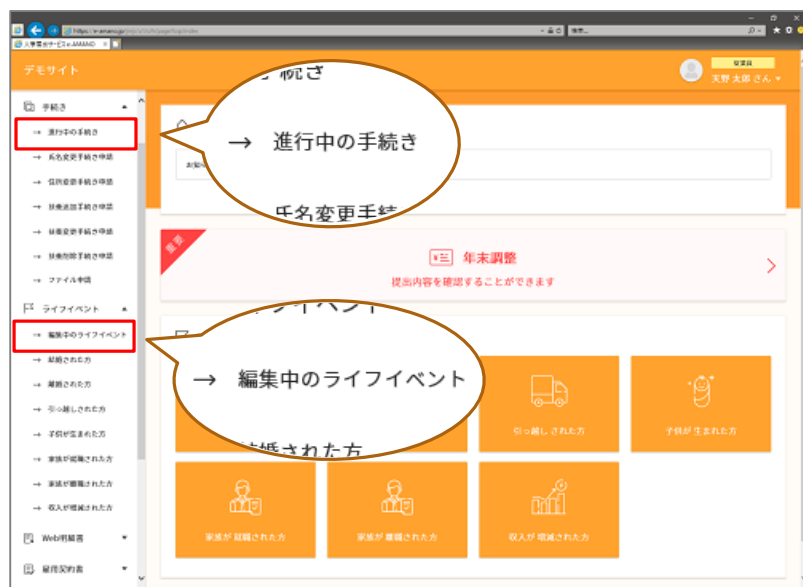 デモサイト
従業員
天野 太郎 さん
手続き
→ 進行中の手続き
→ 氏名変更手続き申請
→ 住所変更手続き申請
→ 扶養追加手続き申請
→ 扶養変更手続き申請
→ 扶養削除手続き申請
→ ファイル申請
ライフイベント
→ 編集中のライフイベント
→ 結婚された方
→ 離婚された方
→ 引っ越しされた方
→ 子供が生まれた方
→ 家族が就職された方
→ 家族が離職された方
→ 収入が増減された方
Web明細書
雇用契約書
手続き
→ 進行中の手続き
氏名変更手続
重要
年末調整
提出内容を確認することができます
ライフイベント
→ 編集中のライフイベント
結婚された方
引っ越し された方
子供が 生まれた方
家族が 就職された方
家族が 離職された方
収入が 増減された方